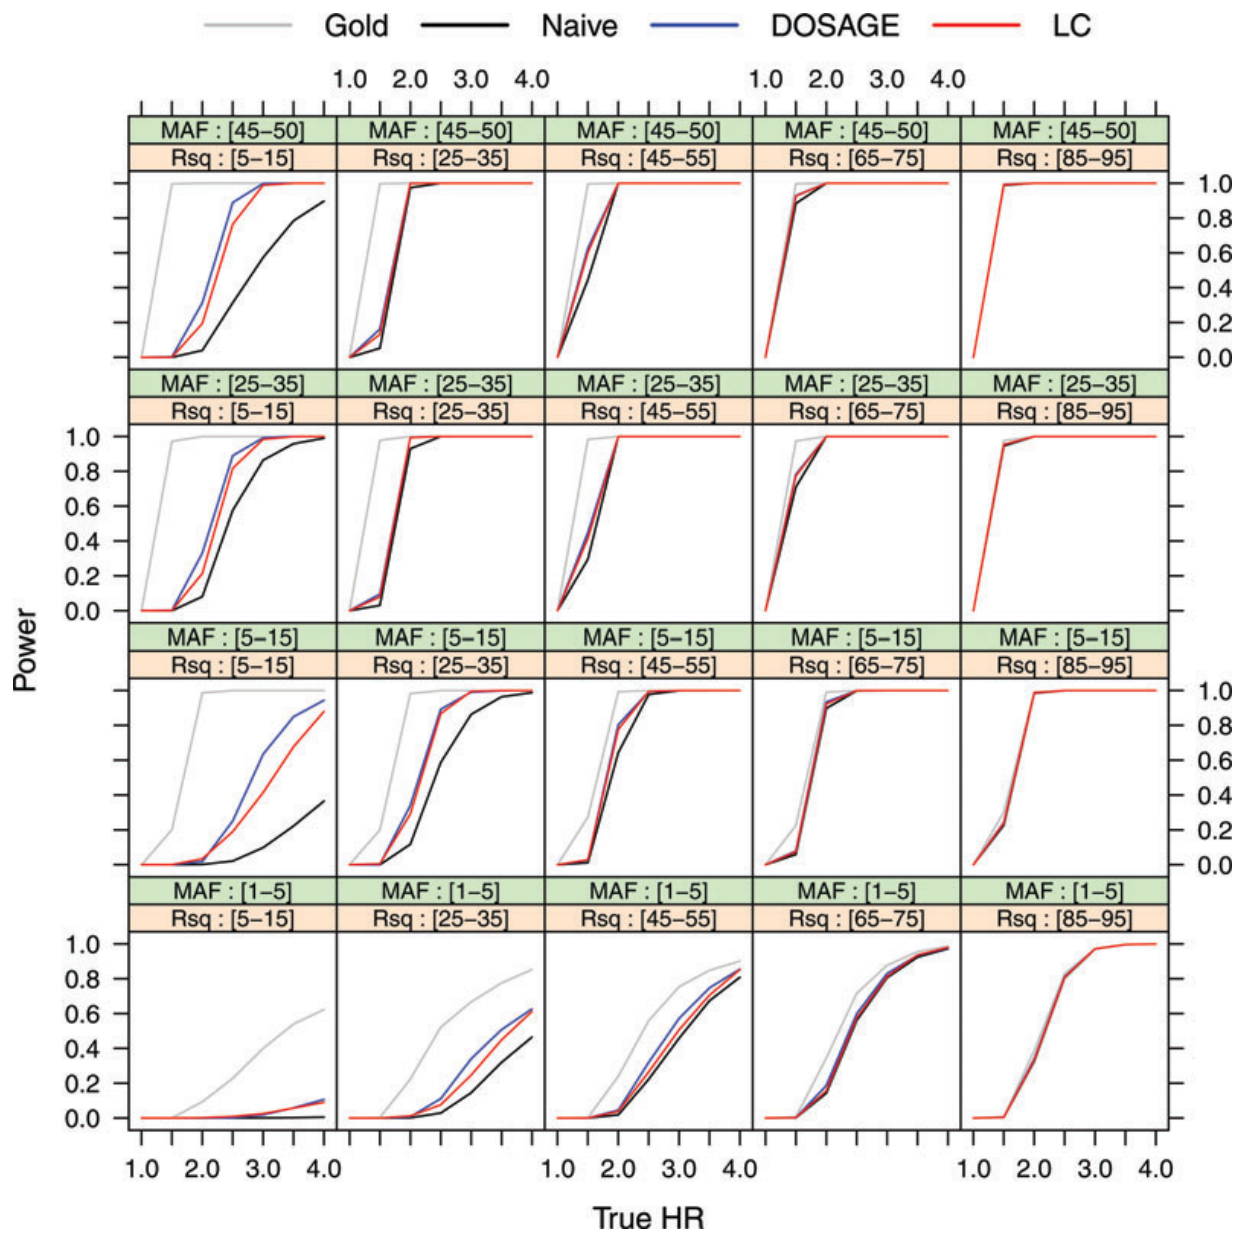 Gold Naive DOSAGE LC
1.0 2.0 3.0 4.0 1.0 2.0 3.0 4.0
MAF : [45−50] MAF : [45−50] MAF : [45−50] MAF : [45−50] MAF : [45−50]
Rsq : [5−15] Rsq : [25−35] Rsq : [45−55] Rsq : [65−75] Rsq : [85−95]
1.0
0.8
0.6
0.4
0.2
0.0
MAF : [25−35] MAF : [25−35] MAF : [25−35] MAF : [25−35] MAF : [25−35]
Rsq : [5−15] Rsq : [25−35] Rsq : [45−55] Rsq : [65−75] Rsq : [85−95]
1.0
0.8
0.6
0.4
0.2
0.0
Power
MAF : [5−15] MAF : [5−15] MAF : [5−15] MAF : [5−15] MAF : [5−15]
Rsq : [5−15] Rsq : [25−35] Rsq : [45−55] Rsq : [65−75] Rsq : [85−95]
1.0
0.8
0.6
0.4
0.2
0.0
MAF : [1−5] MAF : [1−5] MAF : [1−5] MAF : [1−5] MAF : [1−5]
Rsq : [5−15] Rsq : [25−35] Rsq : [45−55] Rsq : [65−75] Rsq : [85−95]
1.0
0.8
0.6
0.4
0.2
0.0
1.0 2.0 3.0 4.0 1.0 2.0 3.0 4.0 1.0 2.0 3.0 4.0
True HR